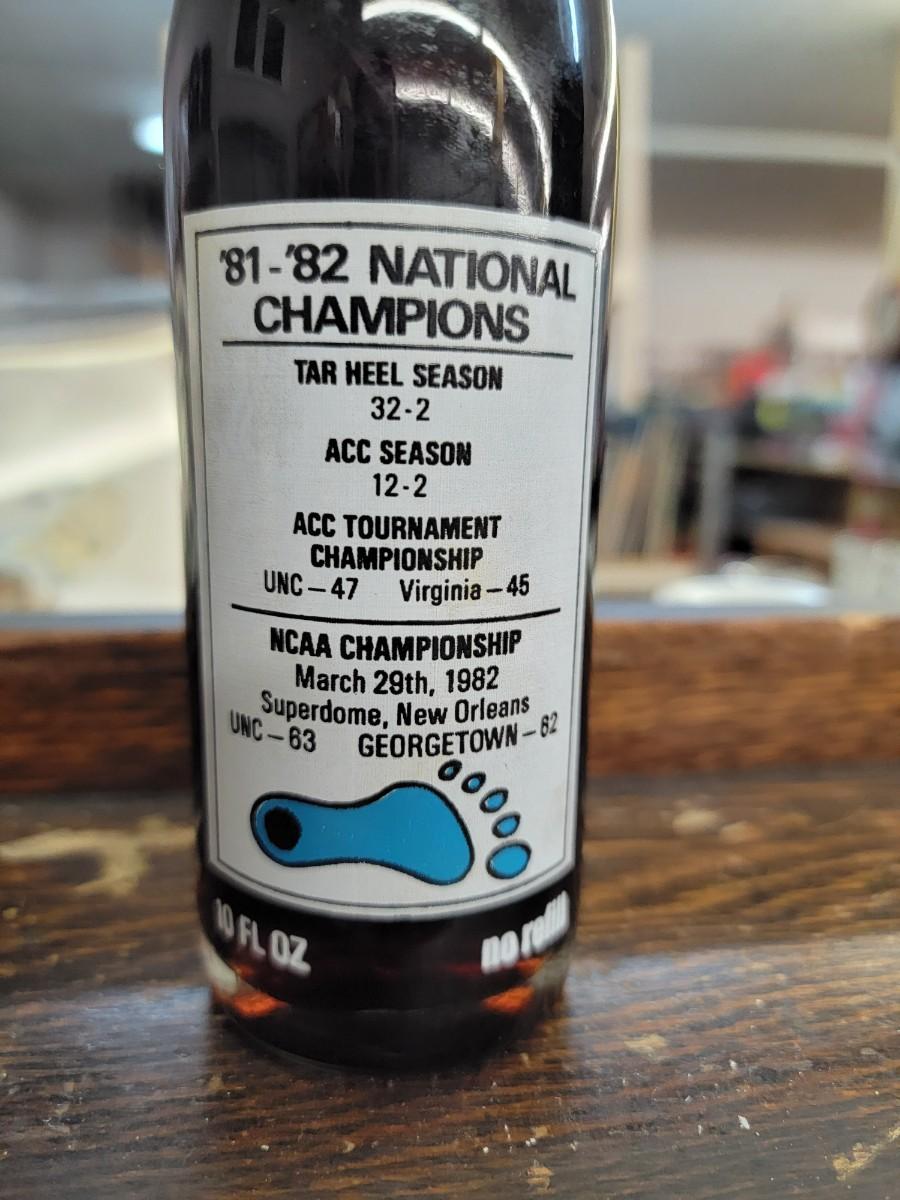 '81-'82 NATIONAL
CHAMPIONS
TAR HEEL SEASON
32-2
ACC SEASON
12-2
ACC TOURNAMENT
CHAMPIONSHIP
UNC-47 Virginia-45
NCAA CHAMPIONSHIP
March 29th, 1982
Superdome, New Orleans
UNC-63 GEORGETOWN-62
10 FL OZ no refill